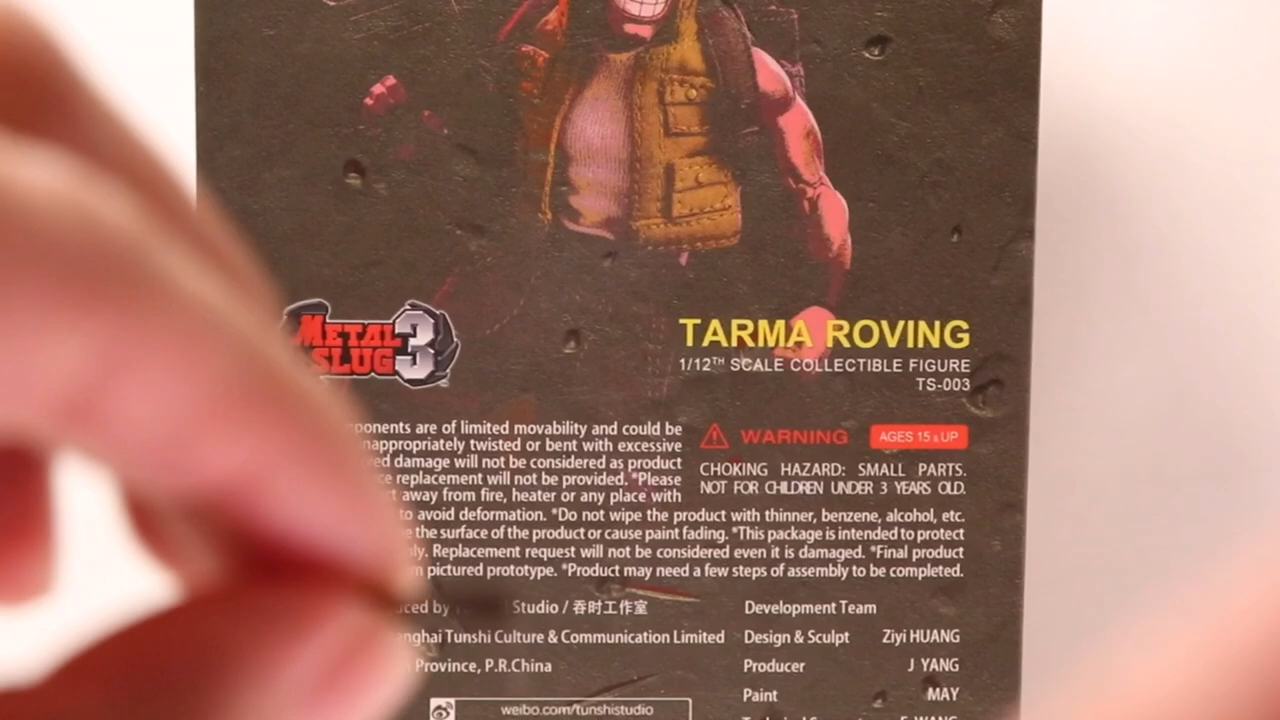 METAL SLUG 3
TARMA ROVING
1/12TH SCALE COLLECTIBLE FIGURE
TS-003
are of limited movability and could be
twisted or bent with excessive
damage will not be considered as product
replacement will not be provided. *Please
away from fire, heater or any place with
WARNING
AGES 15 & UP
CHOKING HAZARD: SMALL PARTS.
NOT FOR CHILDREN UNDER 3 YEARS OLD.
to avoid deformation. *Do not wipe the product with thinner, benzene, alcohol, etc.
the surface of the product or cause paint fading. *This package is intended to protect
Replacement request will not be considered even it is damaged. *Final product
pictured prototype. *Product may need a few steps of assembly to be completed.
by Studio / 吞时工作室
Tunshi Culture & Communication Limited
Province, P.R.China
weibo.com/tunshistudio
Development Team
Design & Sculpt Ziyi HUANG
Producer J YANG
Paint MAY